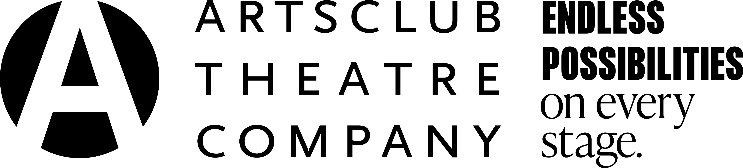 A
ARTSCLUB
THEATRE
COMPANY
ENDLESS
POSSIBILITIES
on every
stage.